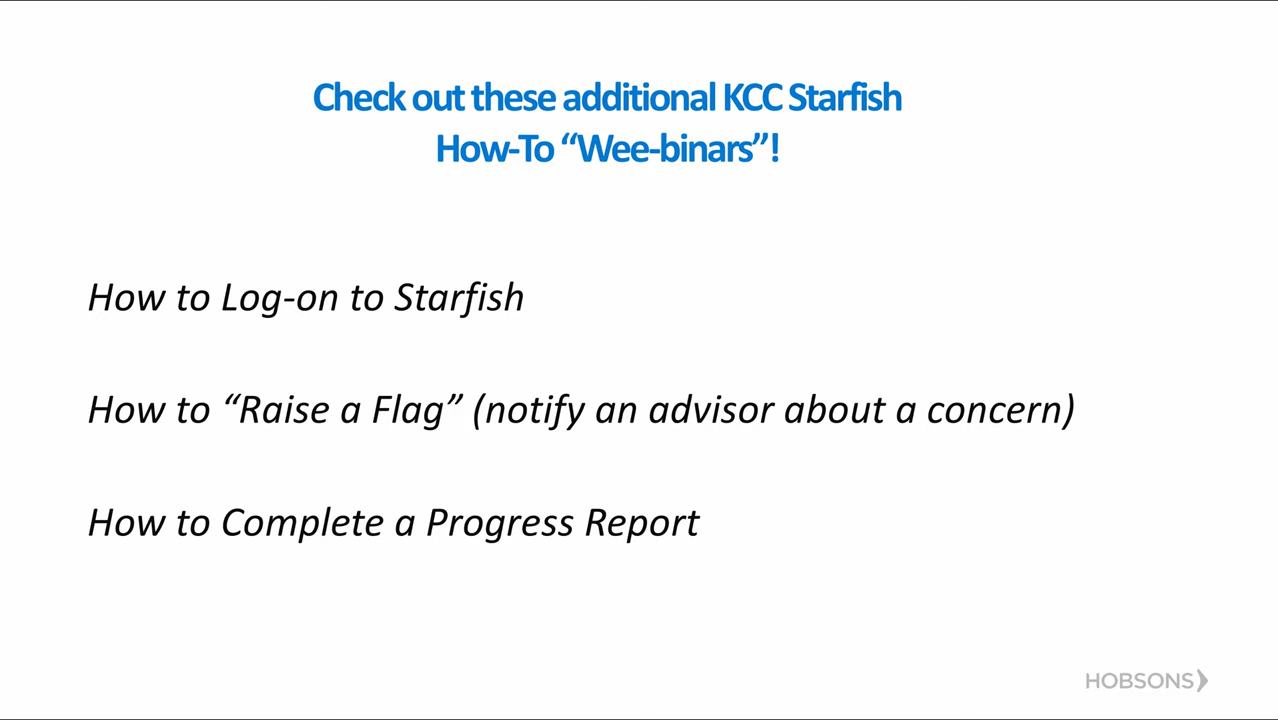 Check out these additional KCC Starfish
How-To “Wee-binars”!
How to Log-on to Starfish
How to “Raise a Flag” (notify an advisor about a concern)
How to Complete a Progress Report
HOBSONS